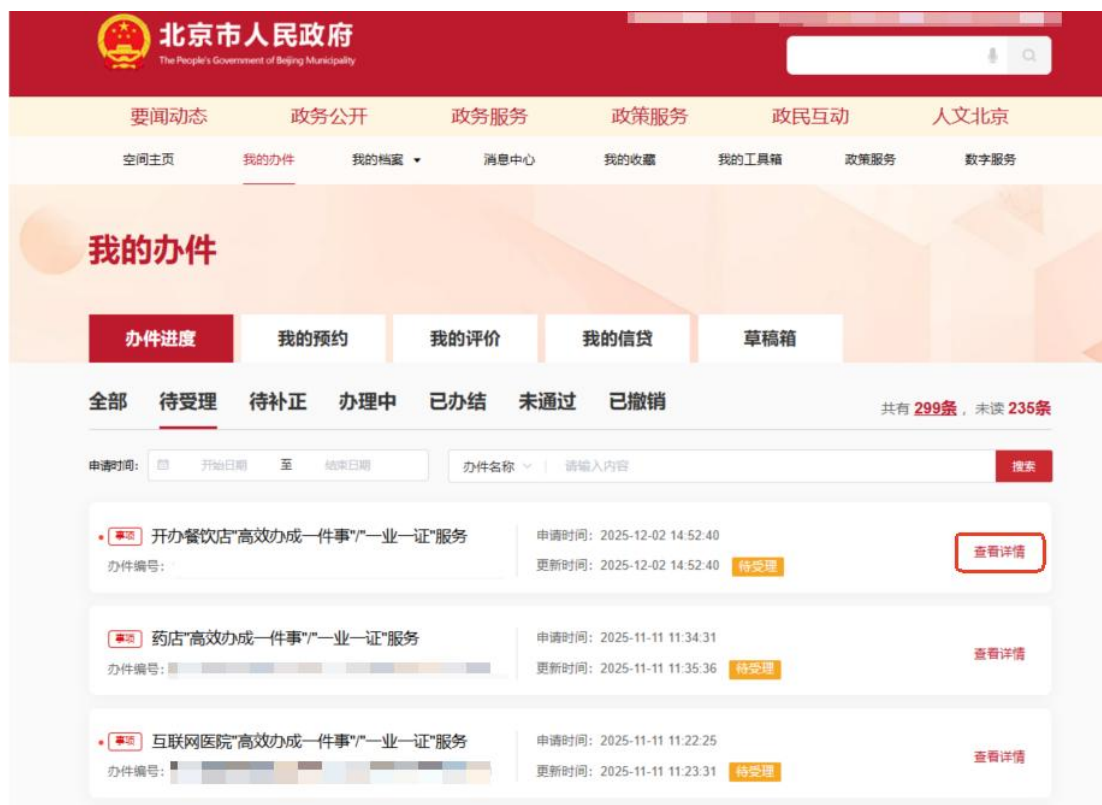 北京市人民政府
The People's Government of Beijing Municipality
要闻动态 政务公开 政务服务 政策服务 政民互动 人文北京
空间主页 我的办件 我的档案 消息中心 我的收藏 我的工具箱 政策服务 数字服务
我的办件
办件进度 我的预约 我的评价 我的信贷 草稿箱
全部 待受理 待补正 办理中 已办结 未通过 已撤销 共有 299条 ，未读 235条
申请时间： 开始日期 至 结束日期 办件名称 请输入内容 搜索
事项 开办餐饮店"高效办成一件事"/"一业一证"服务 申请时间：2025-12-02 14:52:40
办件编号： 更新时间：2025-12-02 14:52:40 待受理 查看详情
事项 药店"高效办成一件事"/"一业一证"服务 申请时间：2025-11-11 11:34:31
办件编号： 更新时间：2025-11-11 11:35:36 待受理 查看详情
事项 互联网医院"高效办成一件事"/"一业一证"服务 申请时间：2025-11-11 11:22:25
办件编号： 更新时间：2025-11-11 11:23:31 待受理 查看详情